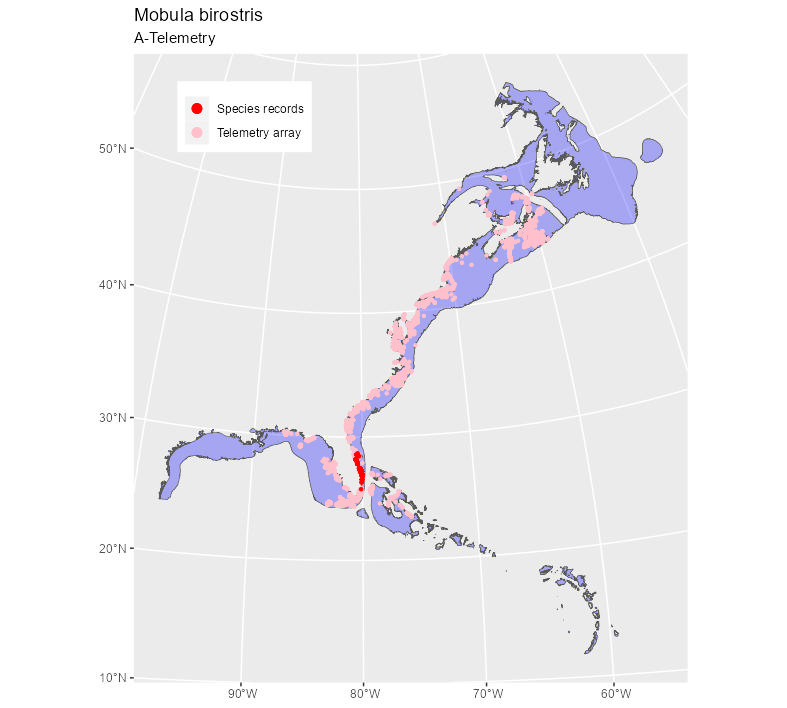 Mobula birostris
A-Telemetry
Species records
Telemetry array
50°N
40°N
30°N
20°N
10°N
90°W
80°W
70°W
60°W